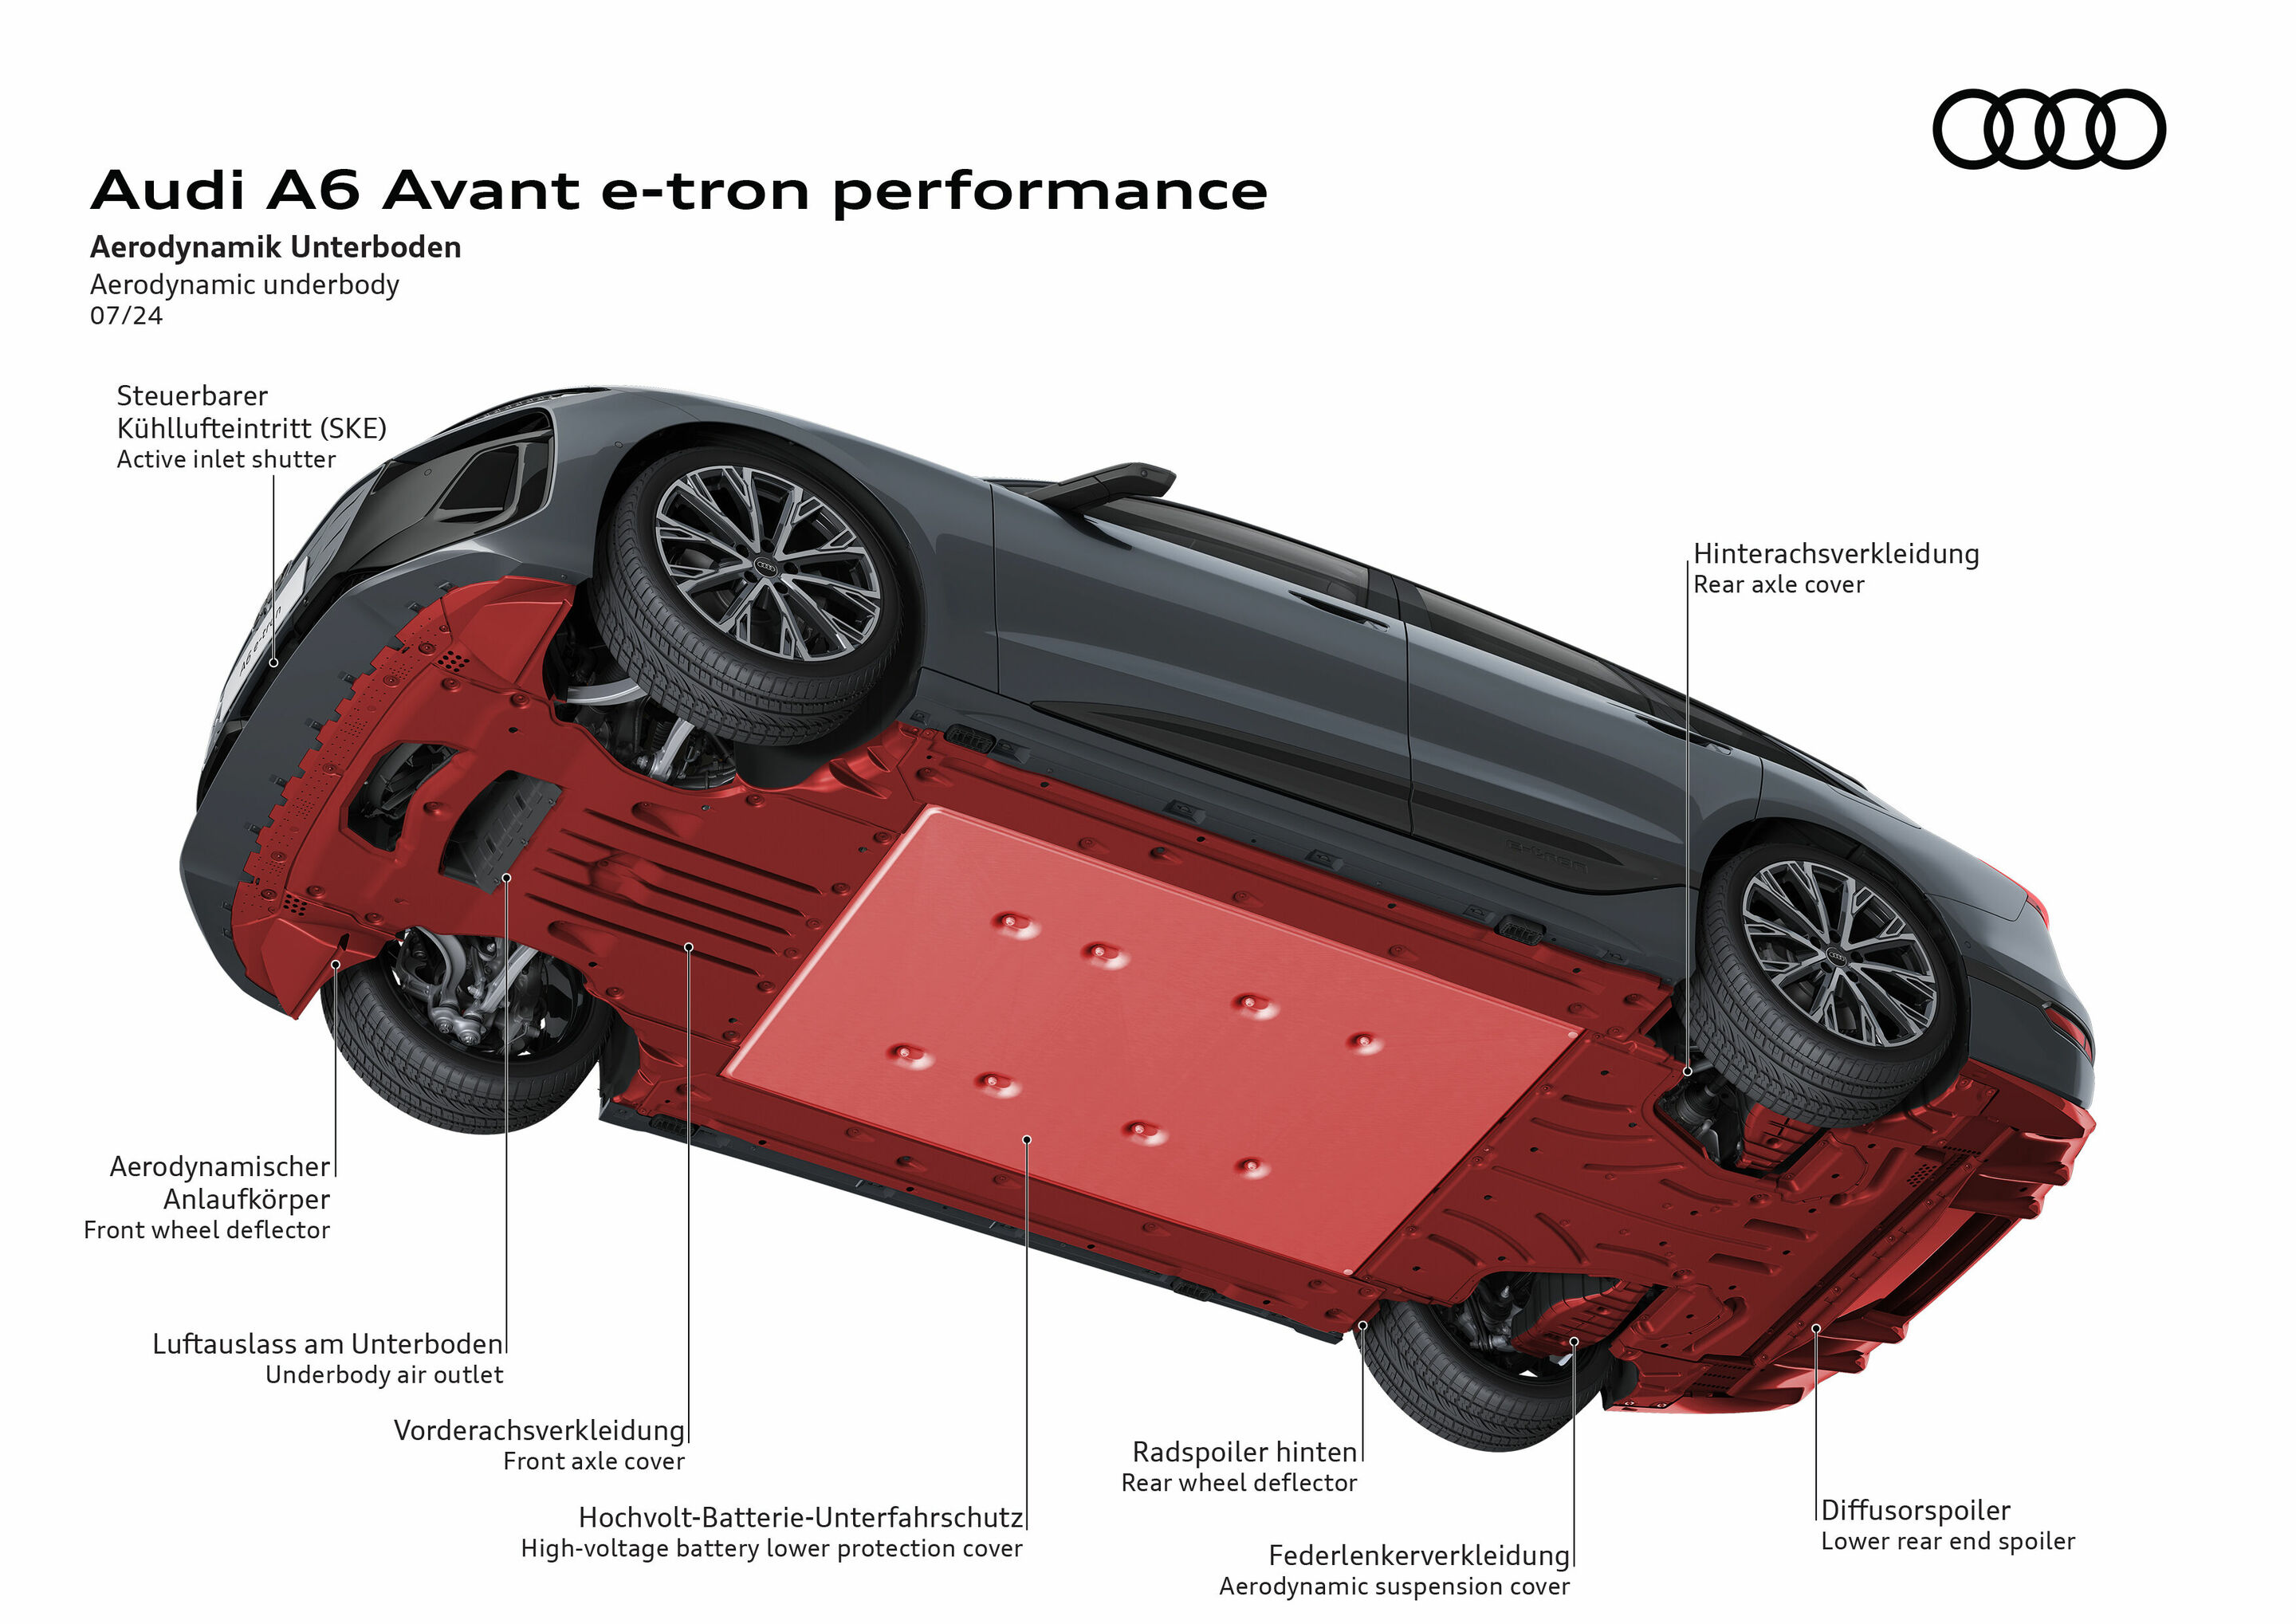 Audi A6 Avant e-tron performance
Aerodynamik Unterboden
Aerodynamic underbody
07/24
Steuerbarer
Kühllufteintritt (SKE)
Active inlet shutter
Hinterachsverkleidung
Rear axle cover
A6 e-tron
e-tron
Aerodynamischer
Anlaufkörper
Front wheel deflector
Luftauslass am Unterboden
Underbody air outlet
Vorderachsverkleidung
Front axle cover
Hochvolt-Batterie-Unterfahrschutz
High-voltage battery lower protection cover
Radspoiler hinten
Rear wheel deflector
Federlenkerverkleidung
Aerodynamic suspension cover
Diffusorspoiler
Lower rear end spoiler